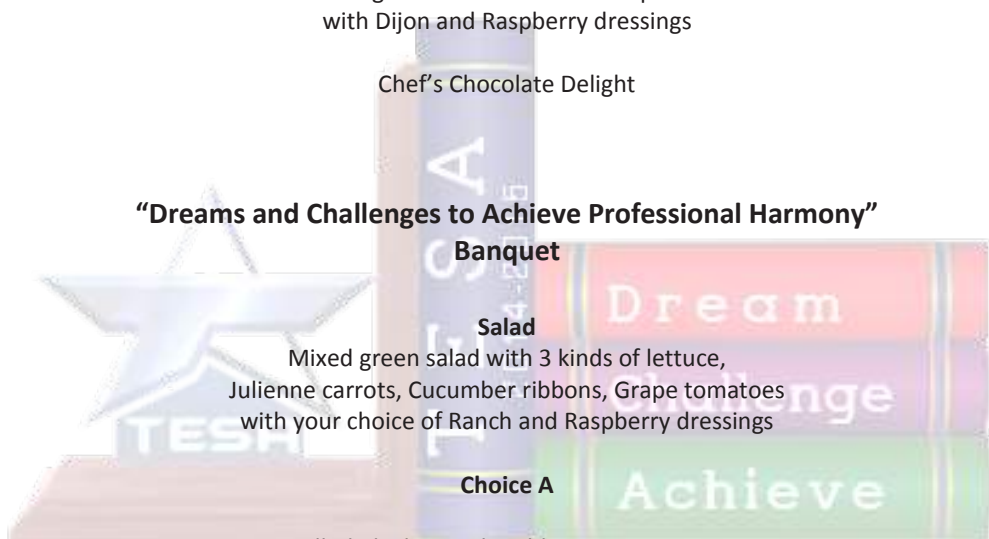 with Dijon and Raspberry dressings
Chef’s Chocolate Delight
“Dreams and Challenges to Achieve Professional Harmony”
Banquet
Salad
Mixed green salad with 3 kinds of lettuce,
Julienne carrots, Cucumber ribbons, Grape tomatoes
with your choice of Ranch and Raspberry dressings
Choice A
TESA
TESA
Dream
Challenge
Achieve